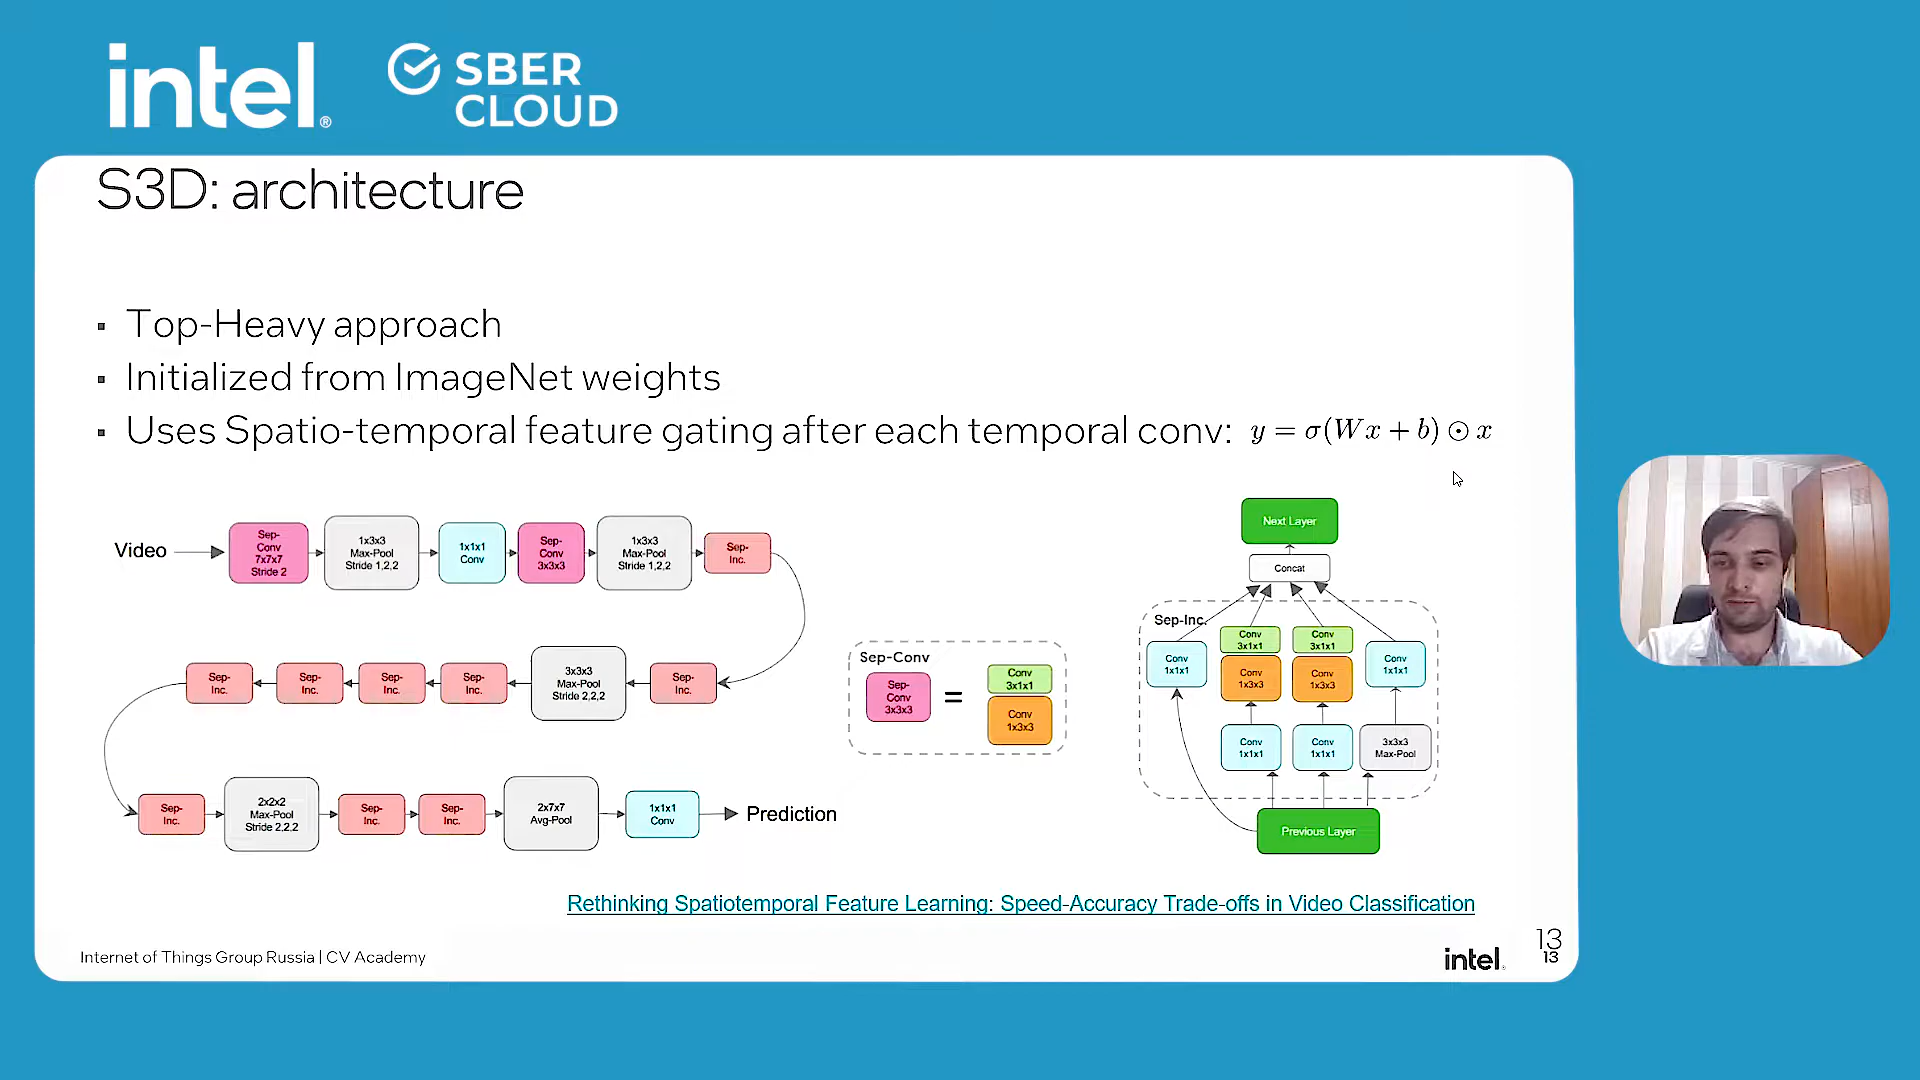 intel®
SBER
CLOUD
S3D: architecture
▪ Top-Heavy approach
▪ Initialized from ImageNet weights
▪ Uses Spatio-temporal feature gating after each temporal conv: y = σ(Wx + b) ⊙ x
Video
Sep-
Conv
7x7x7
Stride 2
1x3x3
Max-Pool
Stride 1,2,2
1x1x1
Conv
Sep-
Conv
3x3x3
1x3x3
Max-Pool
Stride 1,2,2
Sep-
Inc.
Sep-
Inc.
Sep-
Inc.
Sep-
Inc.
Sep-
Inc.
3x3x3
Max-Pool
Stride 2,2,2
Sep-
Inc.
Sep-
Inc.
2x2x2
Max-Pool
Stride 2,2,2
Sep-
Inc.
Sep-
Inc.
2x7x7
Avg-Pool
1x1x1
Conv
Prediction
Sep-Conv
Sep-
Conv
3x3x3
=
Conv
3x1x1
Conv
1x3x3
Next Layer
Concat
Sep-Inc.
Conv
1x1x1
Conv
3x1x1
Conv
1x3x3
Conv
3x1x1
Conv
1x3x3
Conv
1x1x1
Conv
1x1x1
Conv
1x1x1
3x3x3
Max-Pool
Previous Layer
Rethinking Spatiotemporal Feature Learning: Speed-Accuracy Trade-offs in Video Classification
Internet of Things Group Russia | CV Academy
intel.
13
13